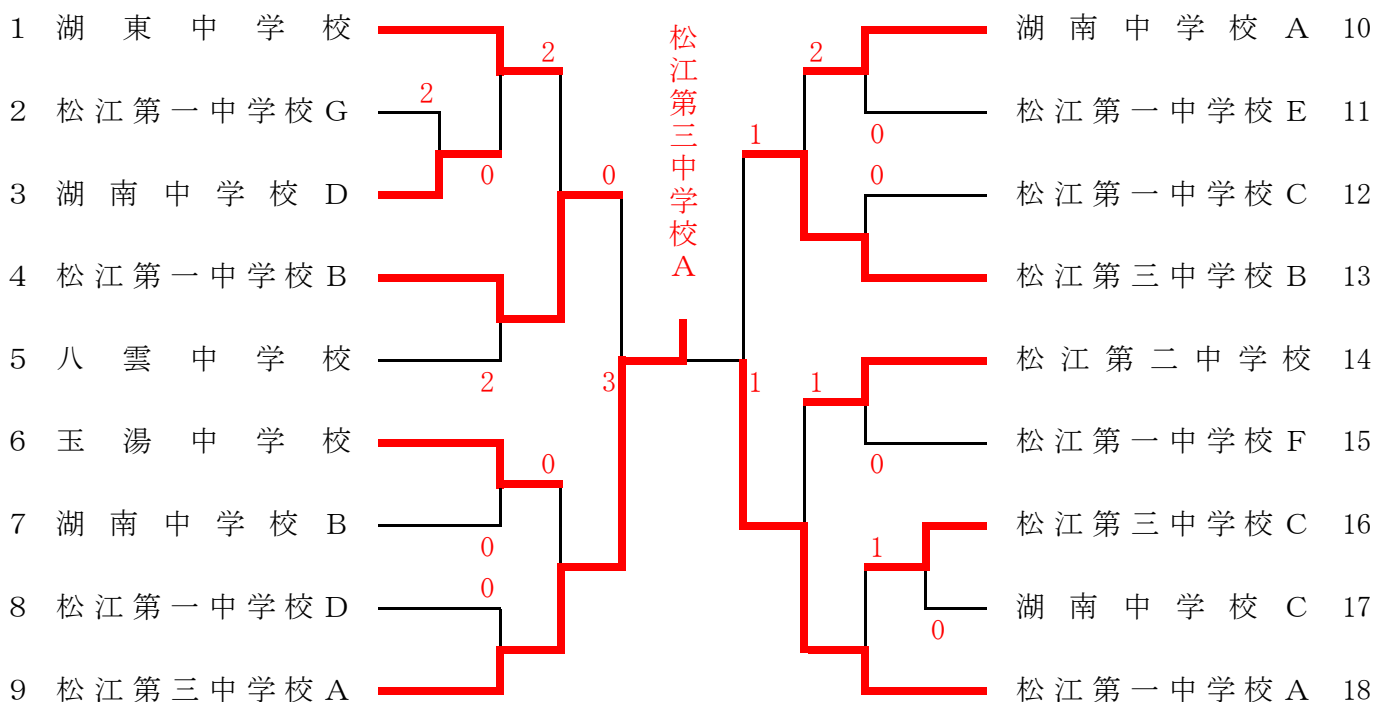 1 湖東中学校
2 松江第一中学校G
3 湖南中学校D
4 松江第一中学校B
5 八雲中学校
6 玉湯中学校
7 湖南中学校B
8 松江第一中学校D
9 松江第三中学校A
2
2
0
0
2
3
0
0
0
松江第三中学校A
2
1
0
0
1
1
0
1
0
湖南中学校A 10
松江第一中学校E 11
松江第一中学校C 12
松江第三中学校B 13
松江第二中学校 14
松江第一中学校F 15
松江第三中学校C 16
湖南中学校C 17
松江第一中学校A 18